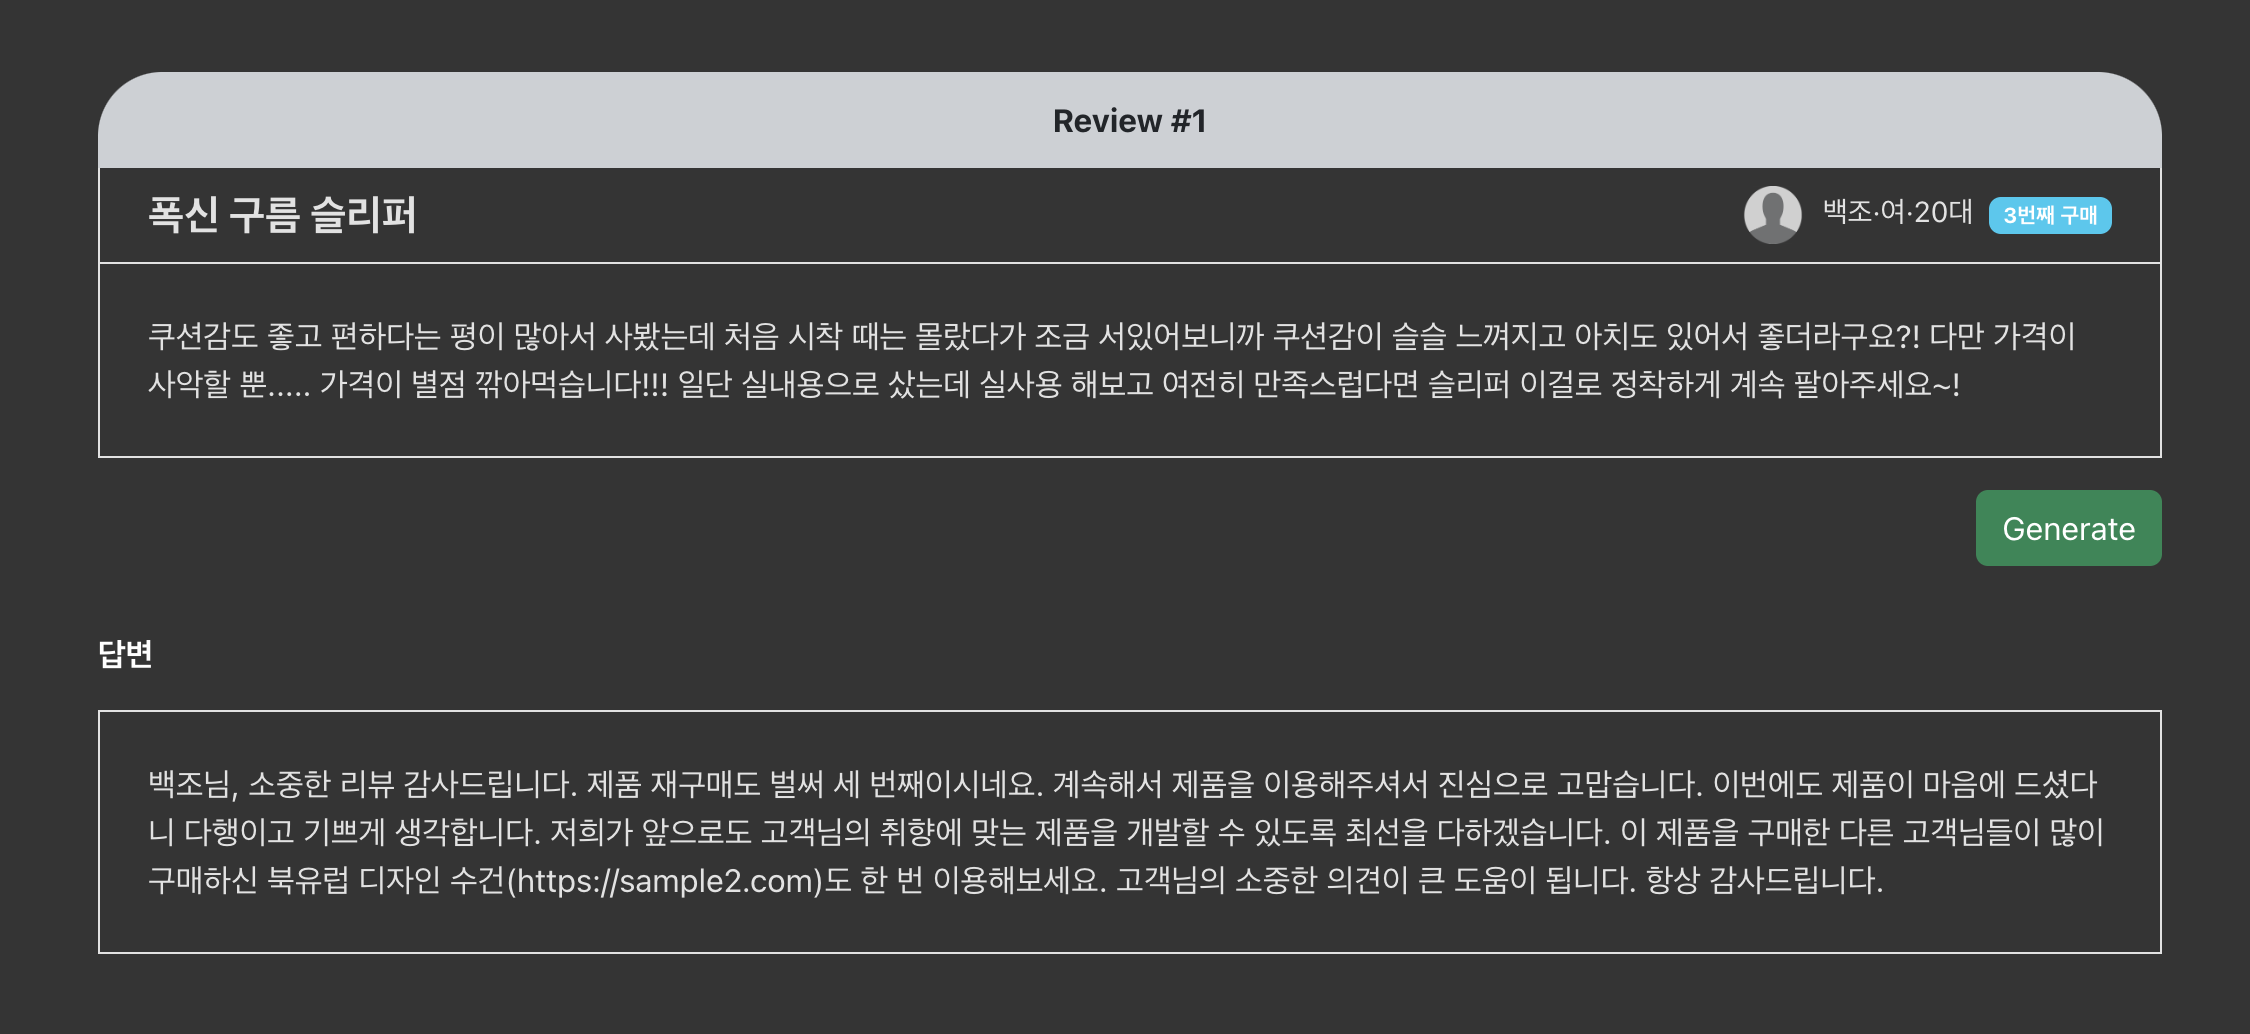 Review #1
폭신 구름 슬리퍼
백조·여·20대 3번째 구매
쿠션감도 좋고 편하다는 평이 많아서 사봤는데 처음 시착 때는 몰랐다가 조금 서있어보니까 쿠션감이 슬슬 느껴지고 아치도 있어서 좋더라구요?! 다만 가격이
사악할 뿐..... 가격이 별점 깎아먹습니다!!! 일단 실내용으로 샀는데 실사용 해보고 여전히 만족스럽다면 슬리퍼 이걸로 정착하게 계속 팔아주세요~!
Generate
답변
백조님, 소중한 리뷰 감사드립니다. 제품 재구매도 벌써 세 번째이시네요. 계속해서 제품을 이용해주셔서 진심으로 고맙습니다. 이번에도 제품이 마음에 드셨다
니 다행이고 기쁘게 생각합니다. 저희가 앞으로도 고객님의 취향에 맞는 제품을 개발할 수 있도록 최선을 다하겠습니다. 이 제품을 구매한 다른 고객님들이 많이
구매하신 북유럽 디자인 수건(https://sample2.com)도 한 번 이용해보세요. 고객님의 소중한 의견이 큰 도움이 됩니다. 항상 감사드립니다.